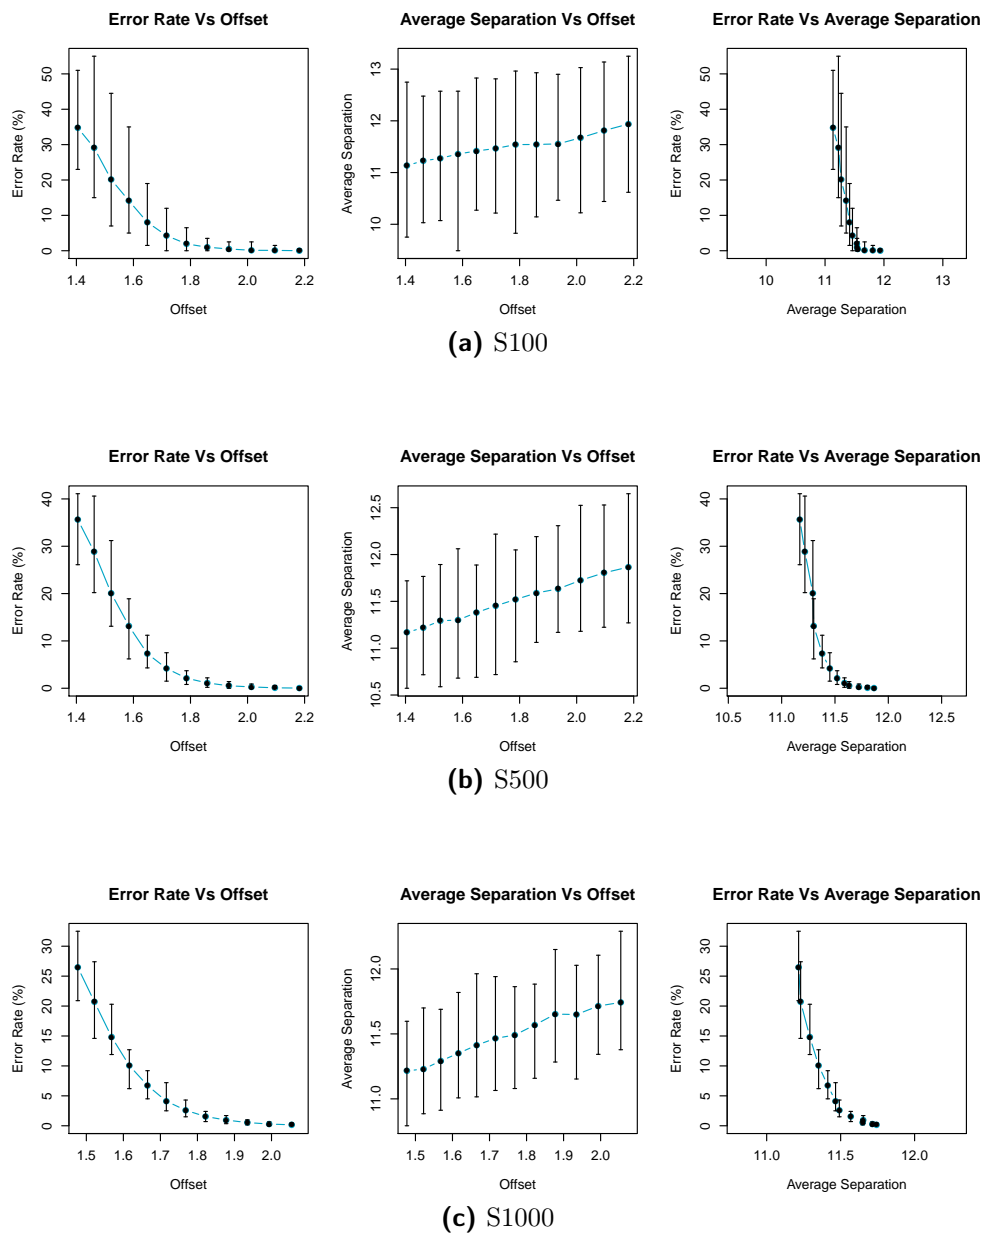 Error Rate Vs Offset
Average Separation Vs Offset
Error Rate Vs Average Separation
Error Rate (%)
0 10 20 30 40 50
1.4 1.6 1.8 2.0 2.2
Offset
Average Separation
10 11 12 13
1.4 1.6 1.8 2.0 2.2
Offset
Error Rate (%)
0 10 20 30 40 50
10 11 12 13
Average Separation
(a) S100
Error Rate Vs Offset
Average Separation Vs Offset
Error Rate Vs Average Separation
Error Rate (%)
0 10 20 30 40
1.4 1.6 1.8 2.0 2.2
Offset
Average Separation
10.5 11.0 11.5 12.0 12.5
1.4 1.6 1.8 2.0 2.2
Offset
Error Rate (%)
0 10 20 30 40
10.5 11.0 11.5 12.0 12.5
Average Separation
(b) S500
Error Rate Vs Offset
Average Separation Vs Offset
Error Rate Vs Average Separation
Error Rate (%)
0 5 10 15 20 25 30
1.5 1.6 1.7 1.8 1.9 2.0
Offset
Average Separation
11.0 11.5 12.0
1.5 1.6 1.7 1.8 1.9 2.0
Offset
Error Rate (%)
0 5 10 15 20 25 30
11.0 11.5 12.0
Average Separation
(c) S1000